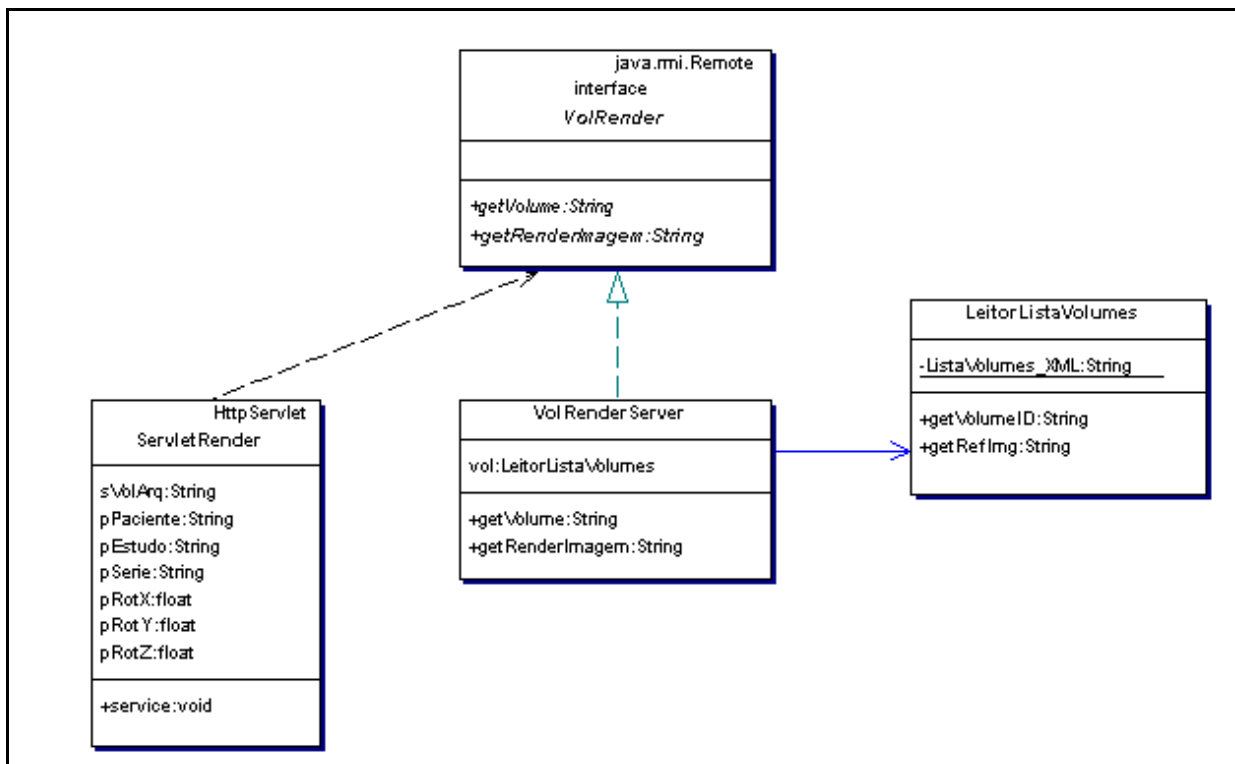 java.rmi.Remote
interface
VolRender
+getVolume:String
+getRenderImagem:String
HttpServlet
ServletRender
sVolArq:String
pPaciente:String
pEstudo:String
pSerie:String
pRotX:float
pRotY:float
pRotZ:float
+service:void
VolRenderServer
vol:LeitorListaVolumes
+getVolume:String
+getRenderImagem:String
LeitorListaVolumes
-ListaVolumes_XML:String
+getVolumeID:String
+getRefImg:String